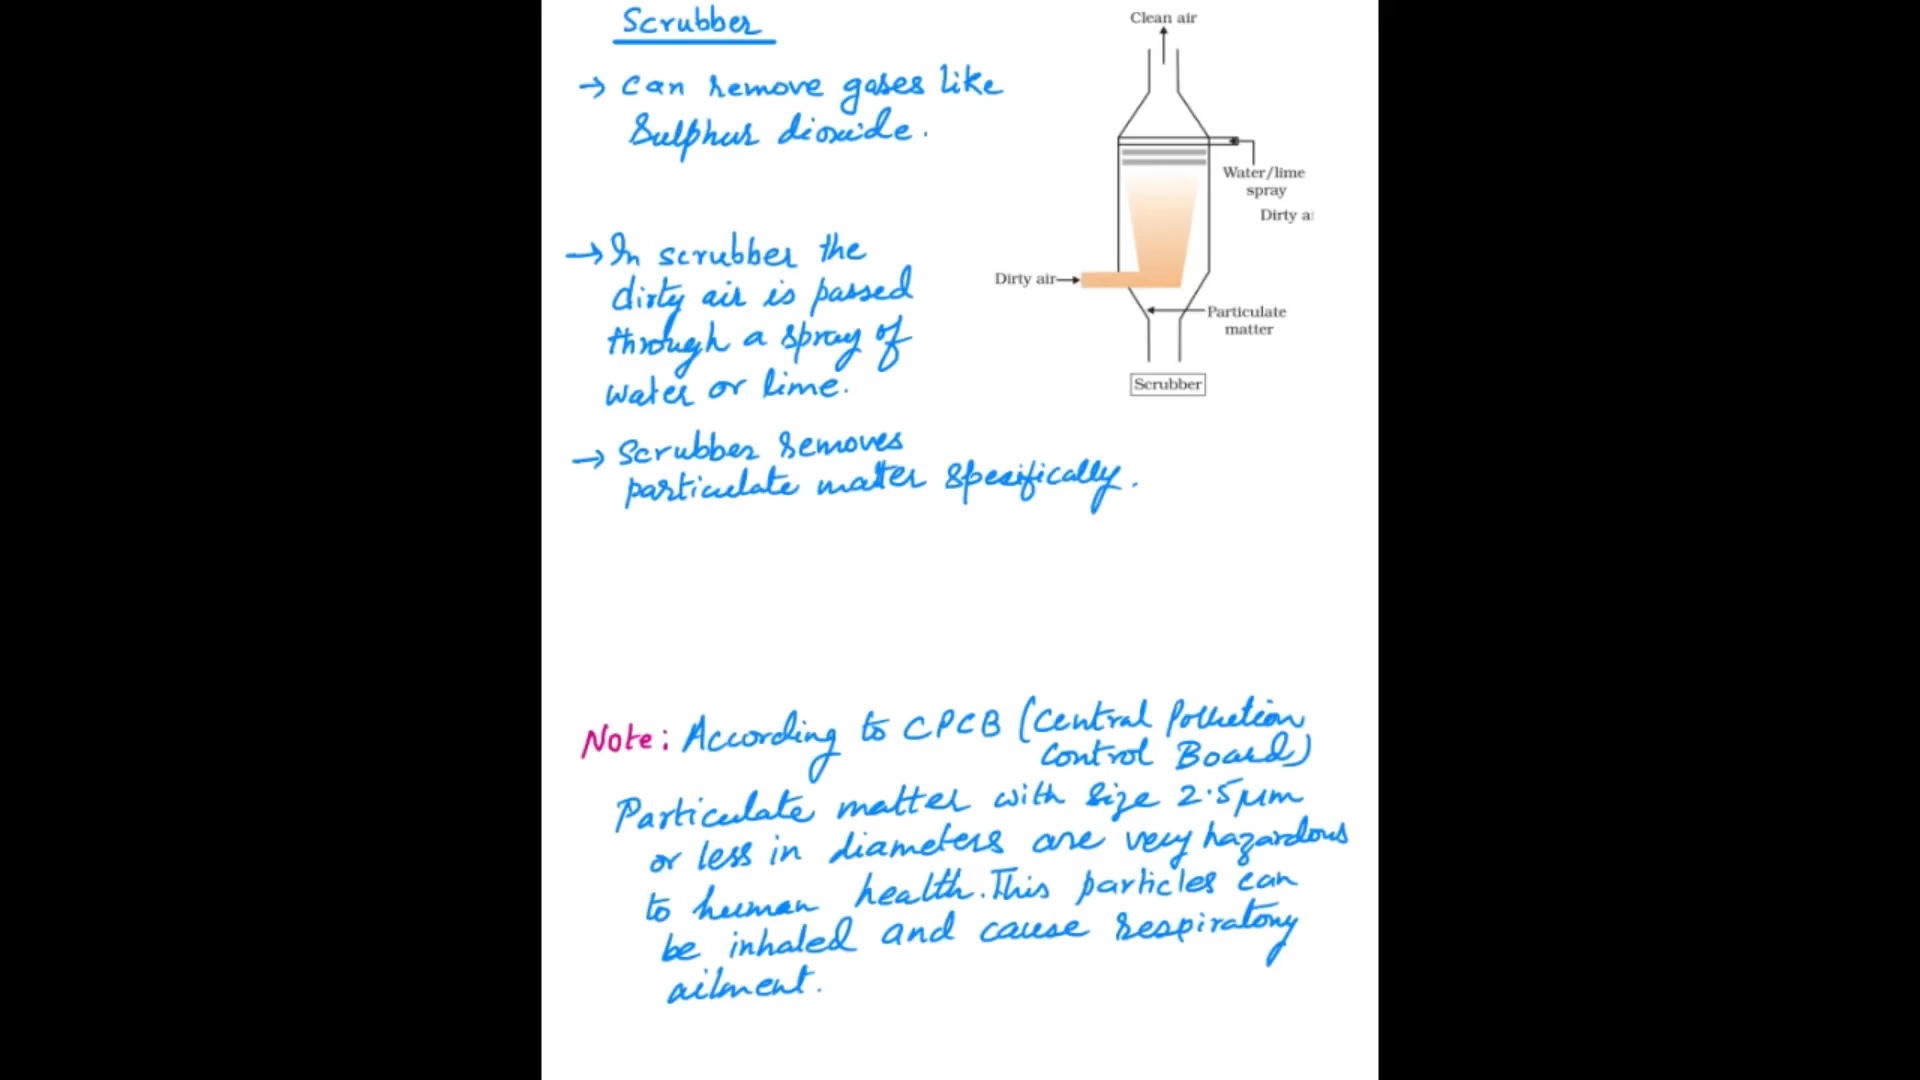 Scrubber
→ can remove gases like
Sulphur dioxide.
→ In scrubber the
dirty air is passed
through a spray of
water or lime.
→ Scrubber removes
particulate matter spesifically.
Clean air
Water/lime
spray
Dirty a
Dirty air
Particulate
matter
Scrubber
Note: According to CPCB (Central Pollution
Control Board)
Particulate matter with size 2.5μm
or less in diameters are very hazardous
to human health. This particles can
be inhaled and cause respiratory
ailment.